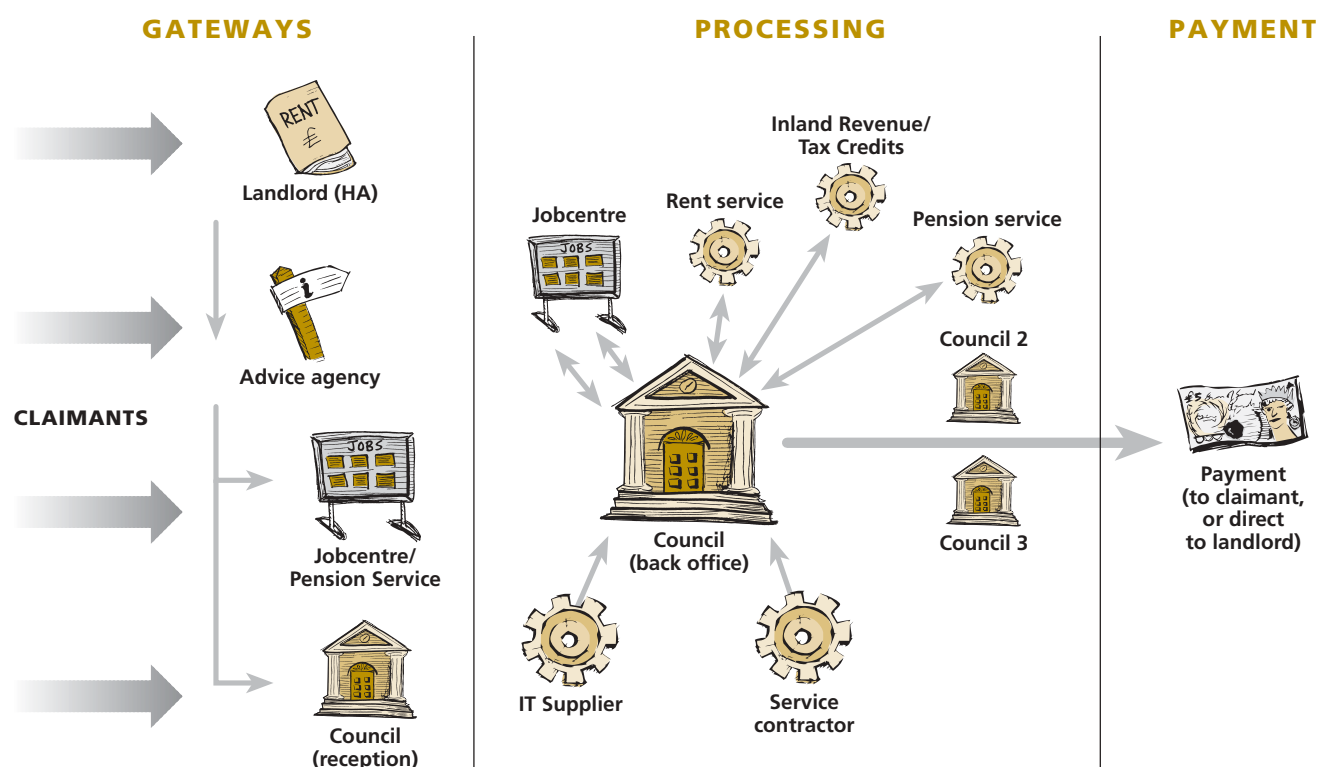 GATEWAYS
PROCESSING
PAYMENT
RENT
£
Landlord (HA)
i
Advice agency
CLAIMANTS
JOBS
Jobcentre/
Pension Service
Council
(reception)
Jobcentre
JOBS
Rent service
Inland Revenue/
Tax Credits
Pension service
Council 2
Council
(back office)
Council 3
IT Supplier
Service
contractor
£5
Payment
(to claimant,
or direct
to landlord)